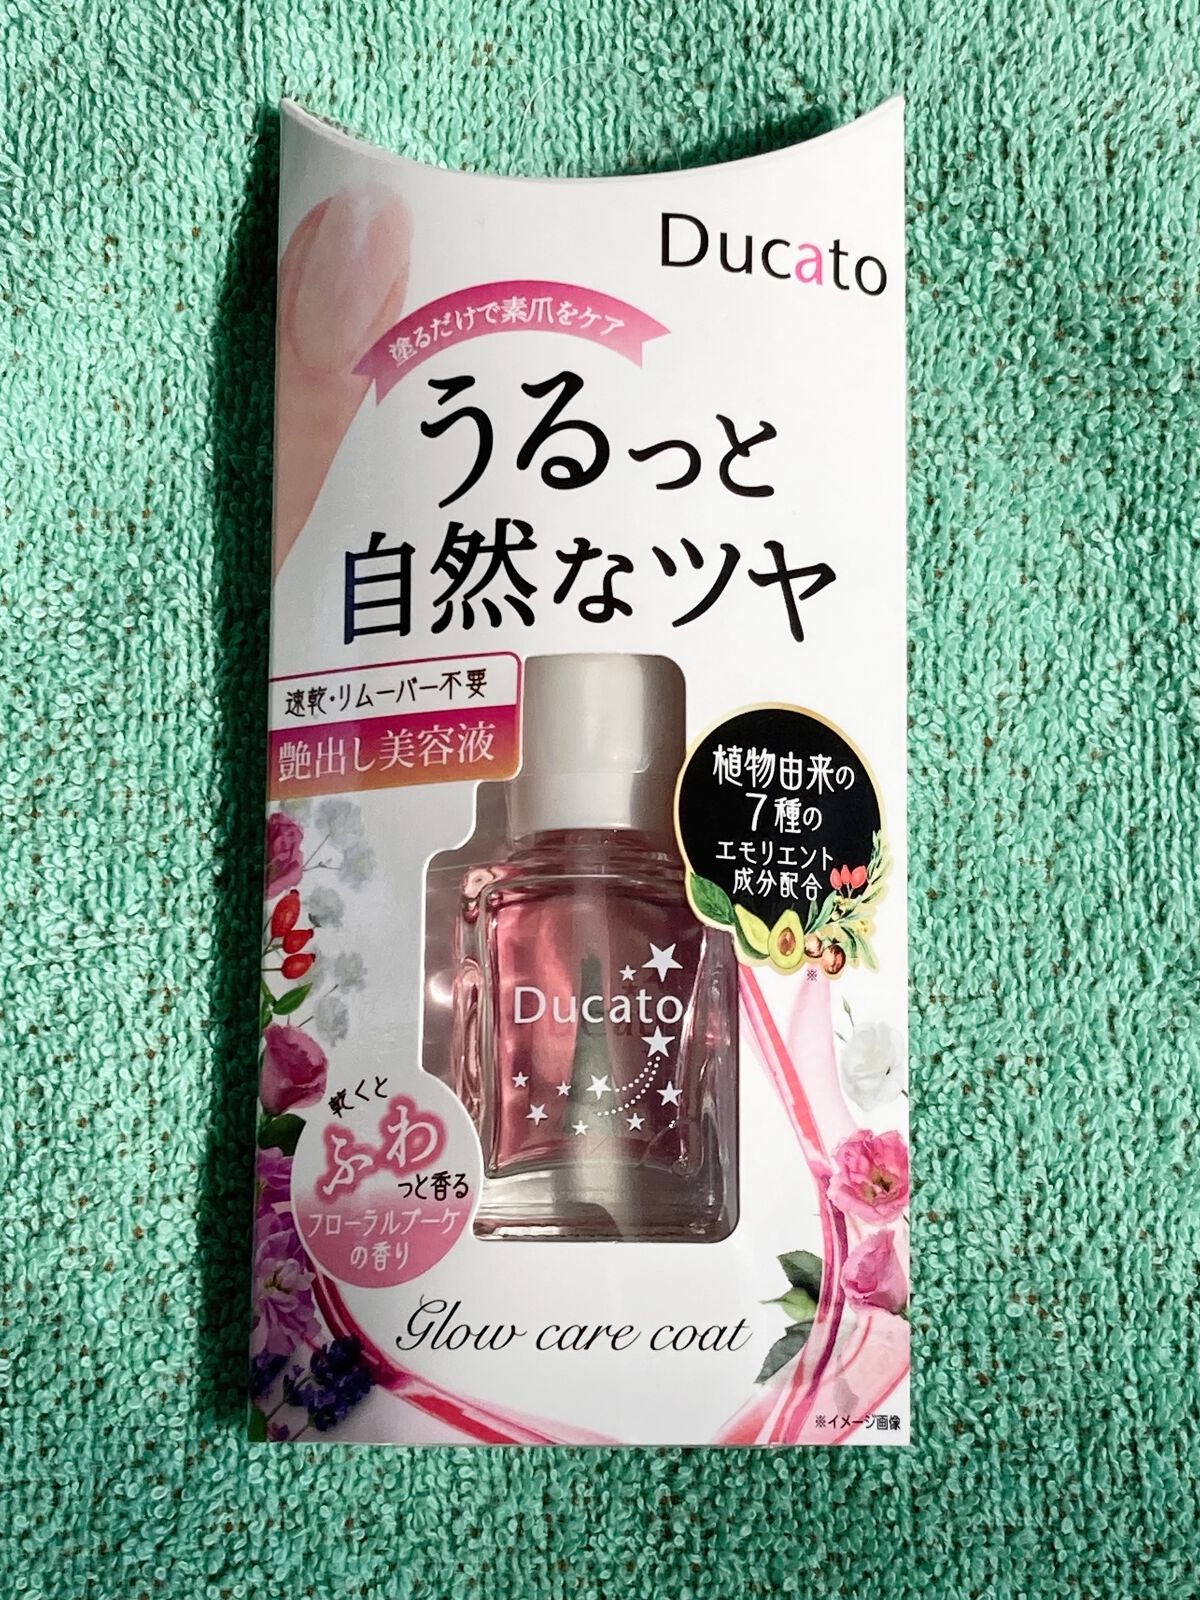 Ducato
塗るだけで素爪をケア
うるっと
自然なツヤ
速乾・リムーバー不要
艶出し美容液
植物由来の
7種の
エモリエント
成分配合
※
Ducato
乾くと
ふわ
っと香る
フローラルブーケ
の香り
Glow care coat
※イメージ画像